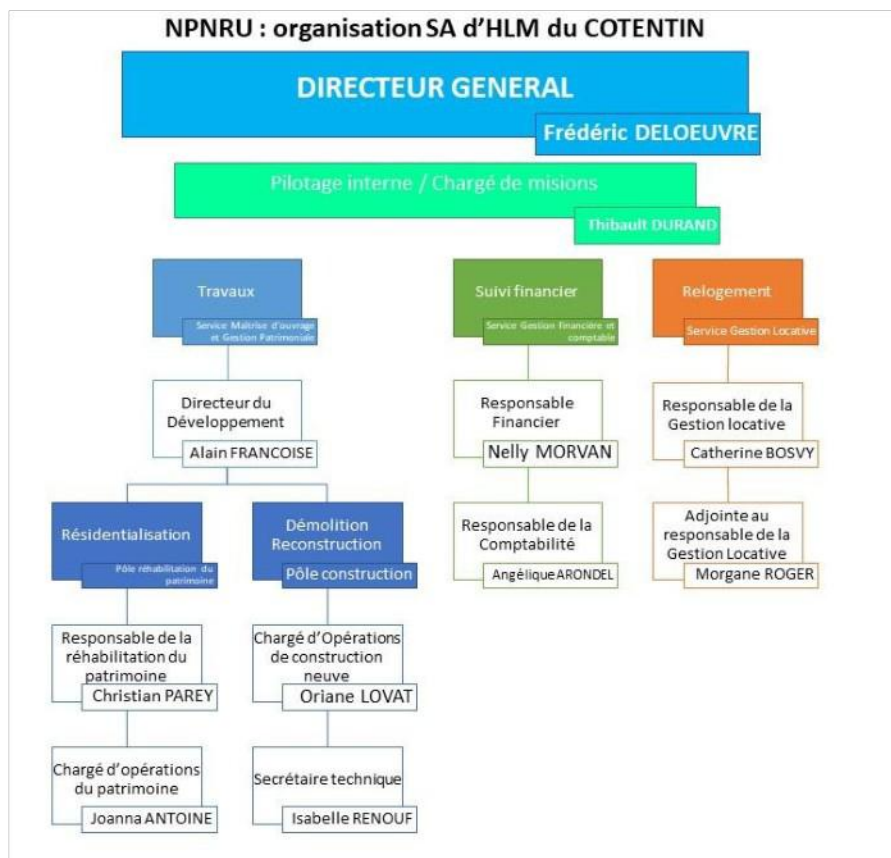 NPNRU : organisation SA d'HLM du COTENTIN
DIRECTEUR GENERAL
Frédéric DELOEUVRE
Pilotage interne / Chargé de misions
Thibault DURAND
Travaux
Service Maîtrise d'ouvrage
et Gestion Patrimoniale
Directeur du
Développement
Alain FRANCOISE
Résidentialisation
Pôle réhabilitation du
patrimoine
Responsable de la
réhabilitation du
patrimoine
Christian PAREY
Chargé d'opérations
du patrimoine
Joanna ANTOINE
Démolition
Reconstruction
Pôle construction
Chargé d'Opérations
de construction
neuve
Oriane LOVAT
Secrétaire technique
Isabelle RENOUF
Suivi financier
Service Gestion financière et
comptable
Responsable
Financier
Nelly MORVAN
Responsable de la
Comptabilité
Angélique ARONDEL
Relogement
Service Gestion Locative
Responsable de la
Gestion locative
Catherine BOSVY
Adjointe au
responsable de la
Gestion Locative
Morgane ROGER